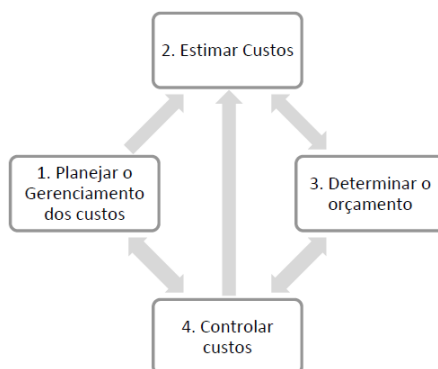 2. Estimar Custos
1. Planejar o
Gerenciamento
dos custos
3. Determinar o
orçamento
4. Controlar
custos